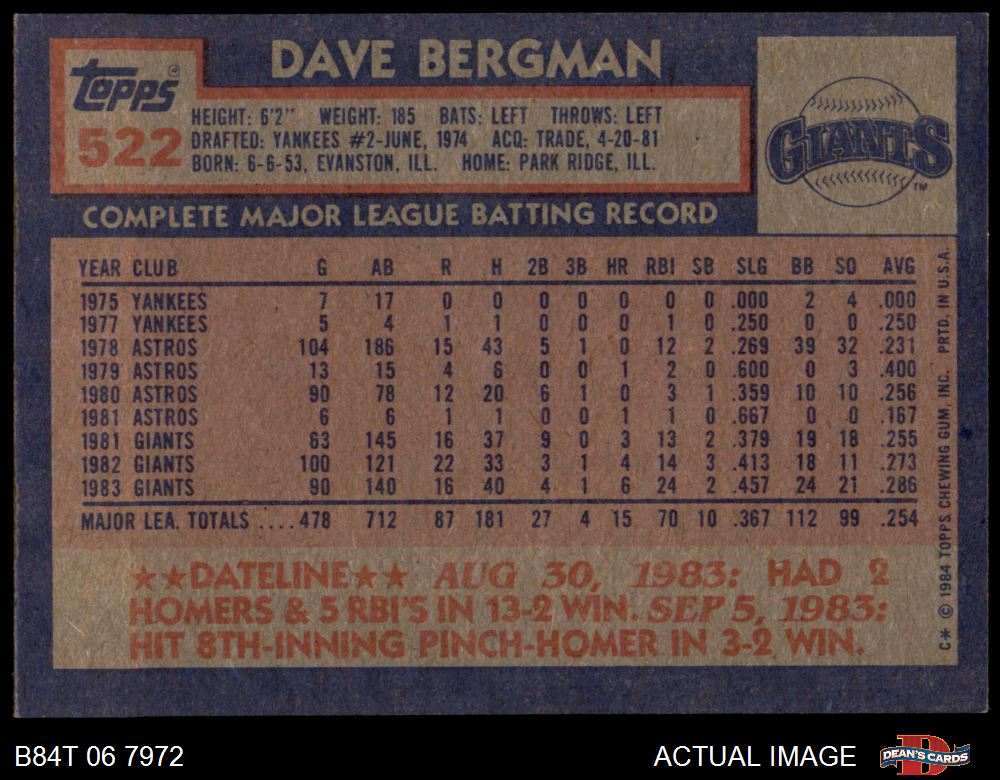 DAVE BERGMAN
Topps®
522
HEIGHT: 6'2" WEIGHT: 185 BATS: LEFT THROWS: LEFT
DRAFTED: YANKEES #2-JUNE, 1974 ACQ: TRADE, 4-20-81
BORN: 6-6-53, EVANSTON, ILL. HOME: PARK RIDGE, ILL.
GIANTS
TM
COMPLETE MAJOR LEAGUE BATTING RECORD
YEAR CLUB G AB R H 2B 3B HR RBI SB SLG BB SO AVG
1975 YANKEES 7 17 0 0 0 0 0 0 0 .000 2 4 .000
1977 YANKEES 5 4 1 1 0 0 0 1 0 .250 0 0 .250
1978 ASTROS 104 186 15 43 5 1 0 12 2 .269 39 32 .231
1979 ASTROS 13 15 4 6 0 0 1 2 0 .600 0 3 .400
1980 ASTROS 90 78 12 20 6 1 0 3 1 .359 10 10 .256
1981 ASTROS 6 6 1 1 0 0 1 1 0 .667 0 0 .167
1981 GIANTS 63 145 16 37 9 0 3 13 2 .379 19 18 .255
1982 GIANTS 100 121 22 33 3 1 4 14 3 .413 18 11 .273
1983 GIANTS 90 140 16 40 4 1 6 24 2 .457 24 21 .286
MAJOR LEA. TOTALS ....478 712 87 181 27 4 15 70 10 .367 112 99 .254
★★DATELINE★★ AUG 30, 1983: HAD 2
HOMERS & 5 RBI'S IN 13-2 WIN. SEP 5, 1983:
HIT 8TH-INNING PINCH-HOMER IN 3-2 WIN.
C* © 1984 TOPPS CHEWING GUM, INC. PRTD. IN U.S.A.
B84T 06 7972
ACTUAL IMAGE
DEAN'S CARDS